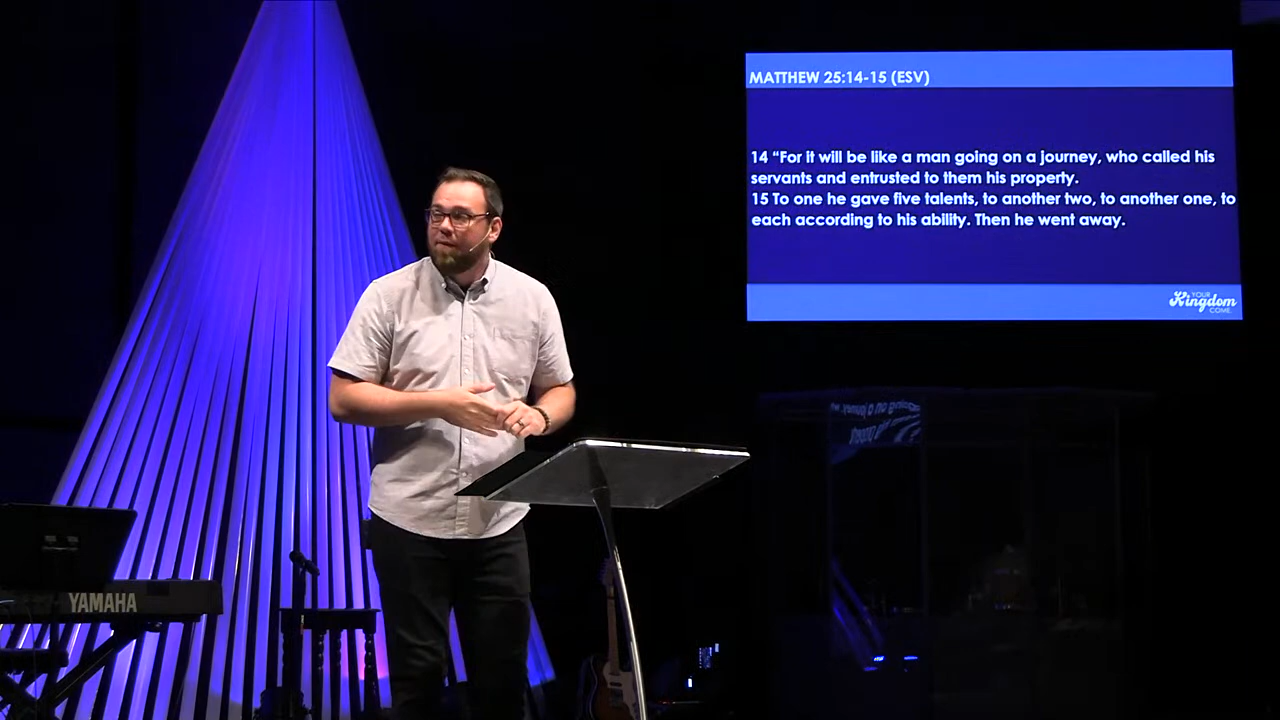 MATTHEW 25:14-15 (ESV)
14 “For it will be like a man going on a journey, who called his
servants and entrusted to them his property.
15 To one he gave five talents, to another two, to another one, to
each according to his ability. Then he went away.
YOUR
Kingdom
COME
YAMAHA